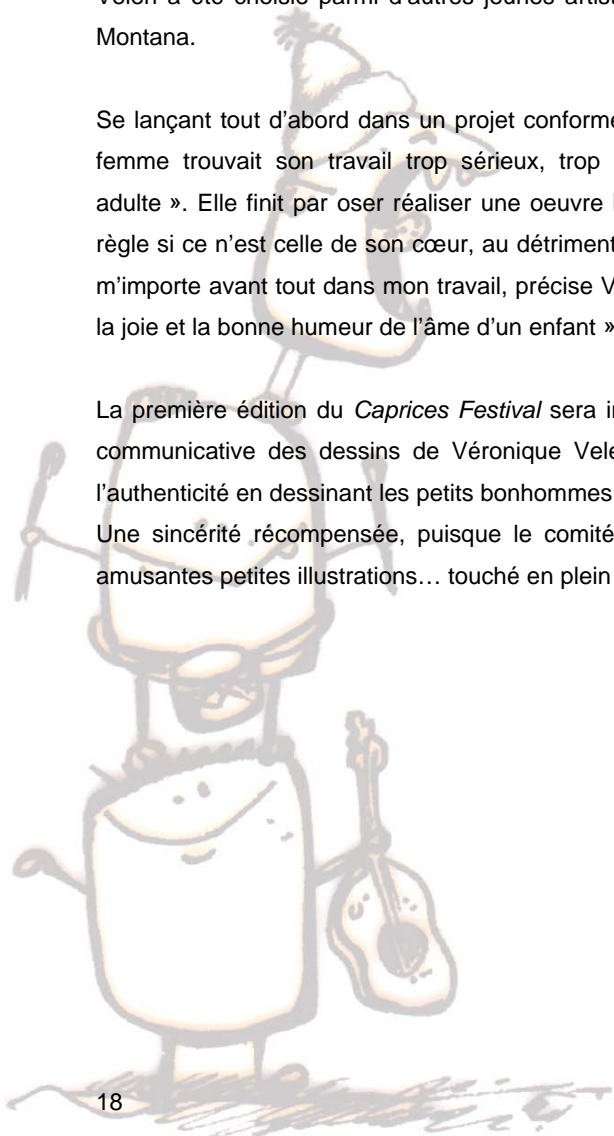 Velen a été choisie parmi d'autres jeunes artist
Montana.
Se lançant tout d'abord dans un projet conforme
femme trouvait son travail trop sérieux, trop
adulte ». Elle finit par oser réaliser une oeuvre
règle si ce n'est celle de son cœur, au détriment
m'importe avant tout dans mon travail, précise V
la joie et la bonne humeur de l'âme d'un enfant »
La première édition du Caprices Festival sera
communicative des dessins de Véronique Vele
l'authenticité en dessinant les petits bonhommes
Une sincérité récompensée, puisque le comité
amusantes petites illustrations… touché en plein
18